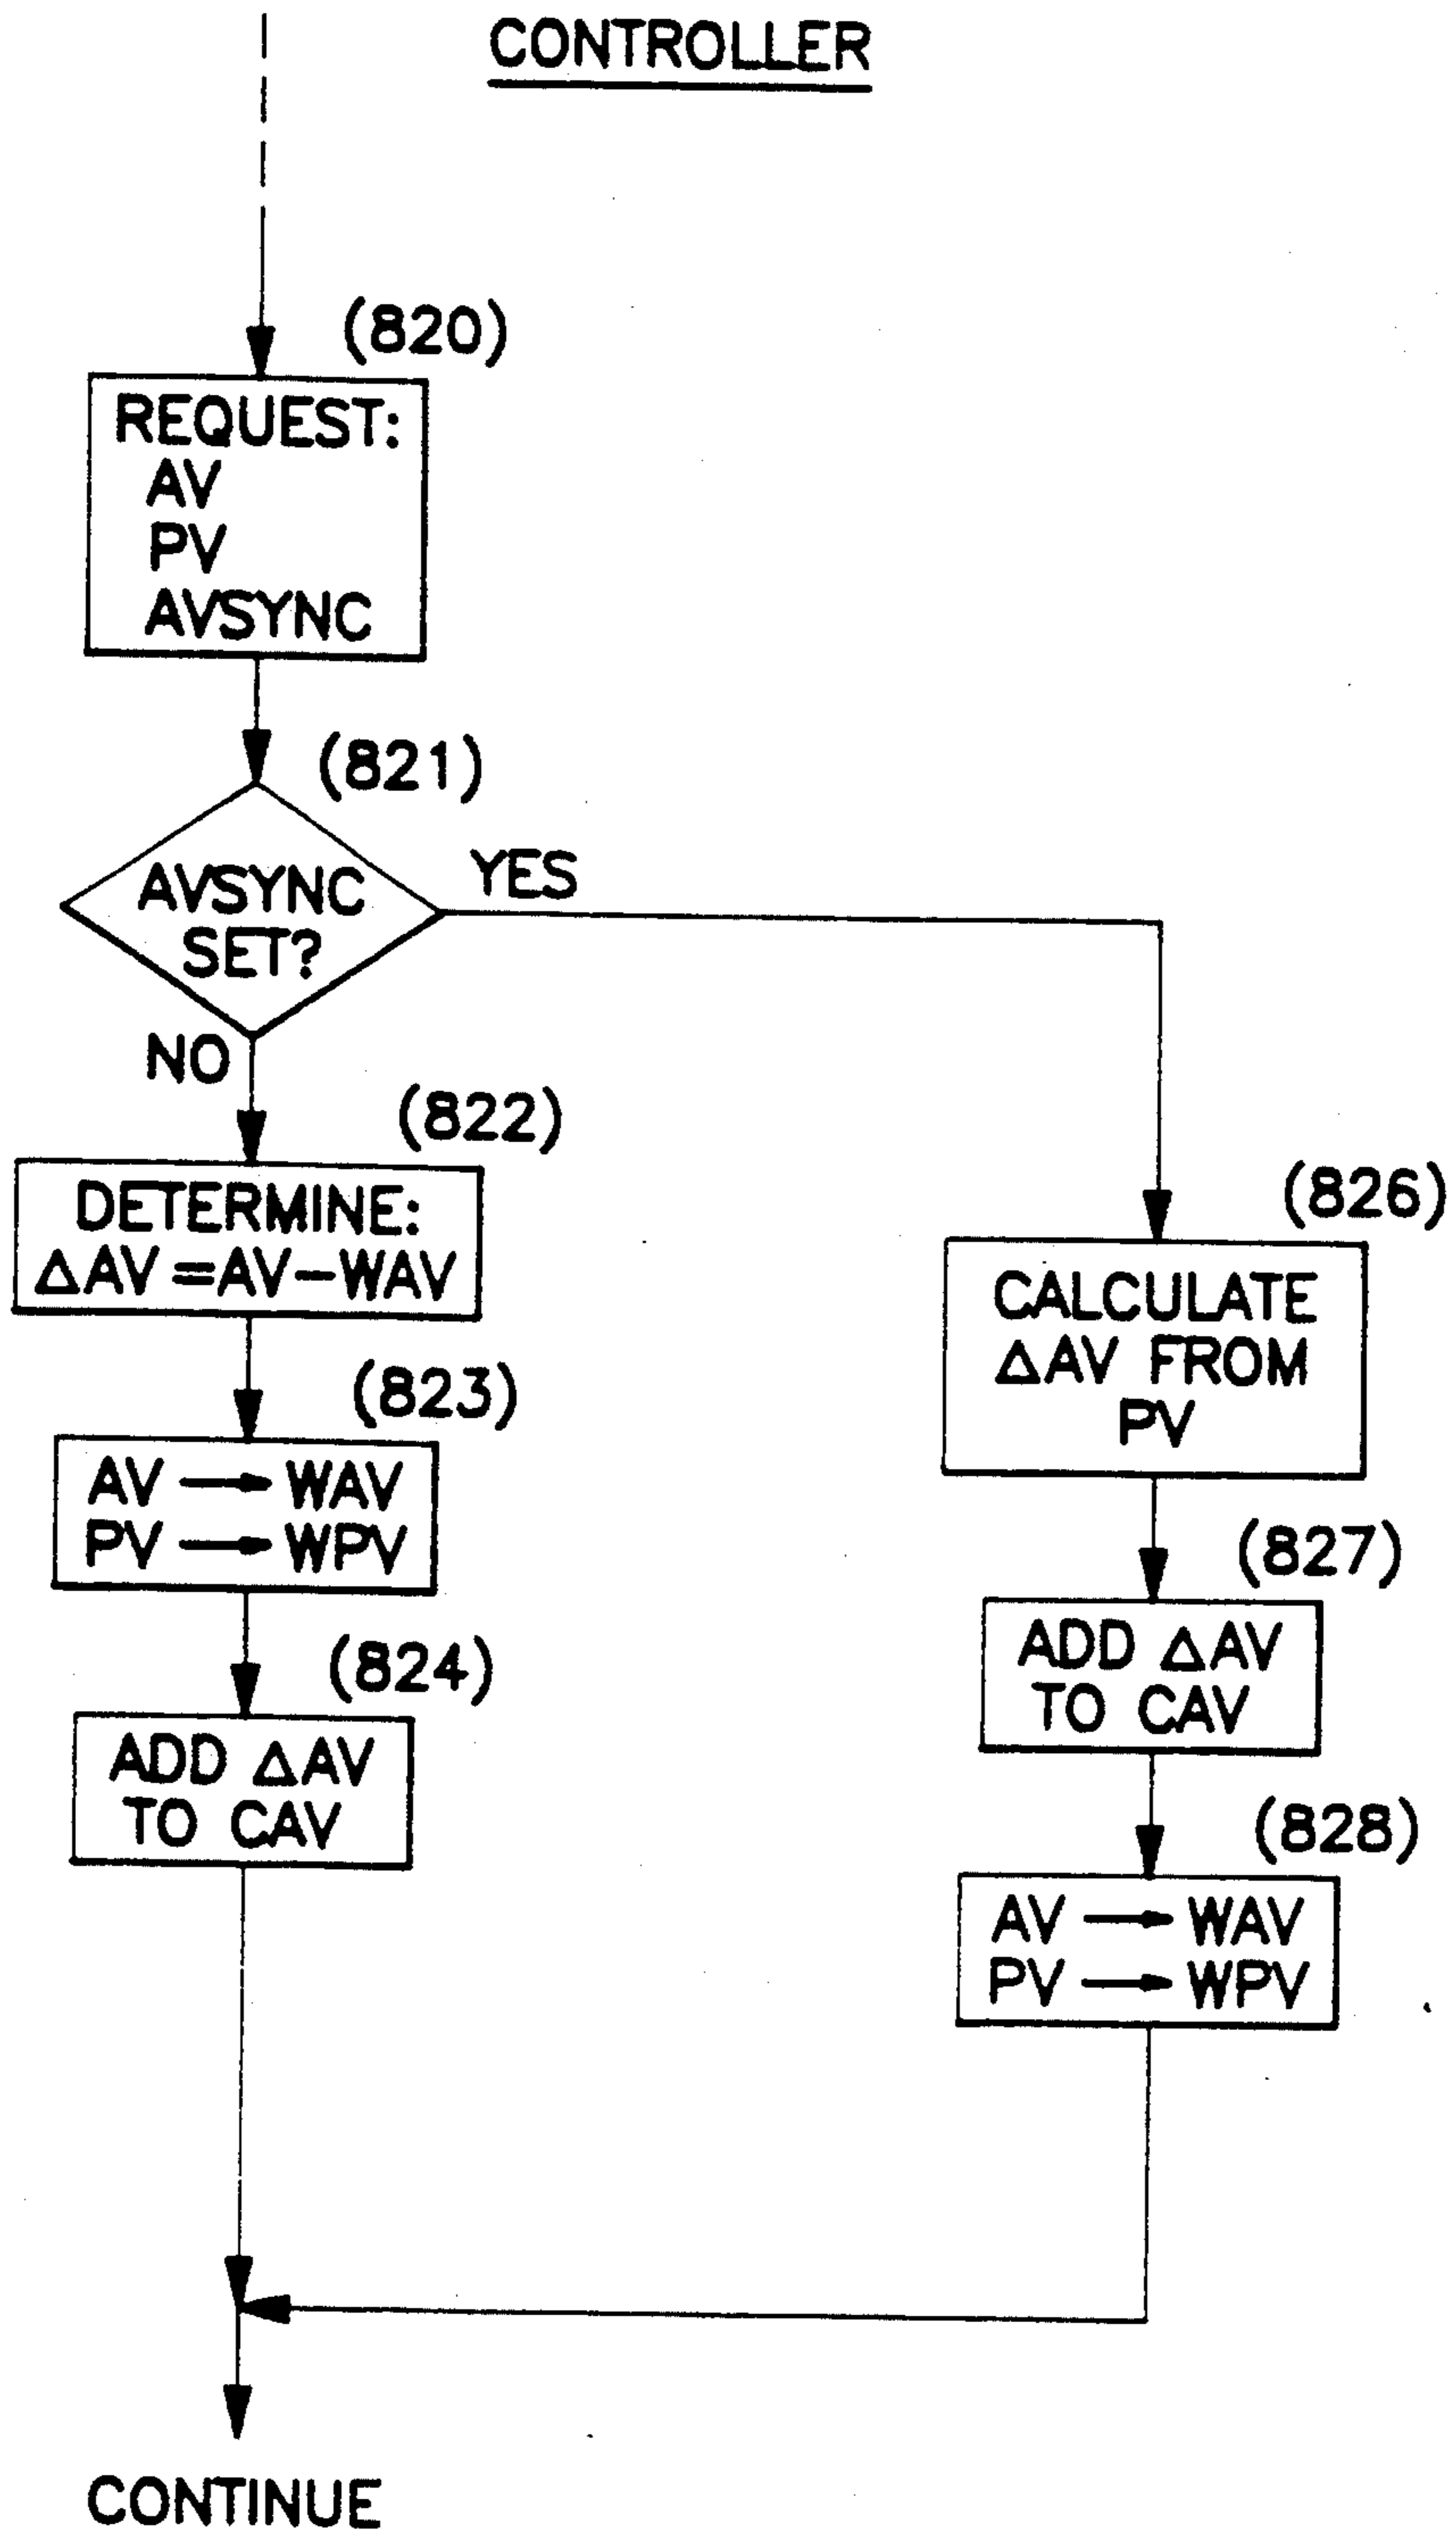 CONTROLLER
(820)
REQUEST:
AV
PV
AVSYNC
(821)
AVSYNC
SET?
YES
NO
(822)
DETERMINE:
ΔAV=AV-WAV
(823)
AV → WAV
PV → WPV
(824)
ADD ΔAV
TO CAV
(826)
CALCULATE
ΔAV FROM
PV
(827)
ADD ΔAV
TO CAV
(828)
AV → WAV
PV → WPV
CONTINUE